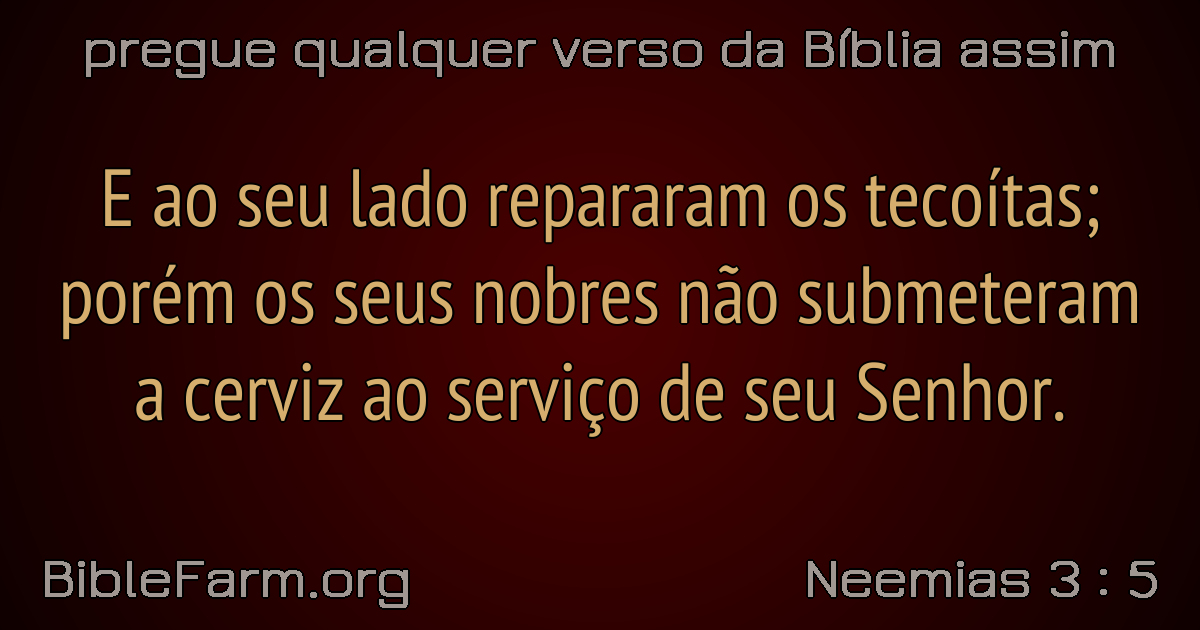 pregue qualquer verso da Bíblia assim
E ao seu lado repararam os tecoítas;
porém os seus nobres não submeteram
a cerviz ao serviço de seu Senhor.
BibleFarm.org
Neemias 3 : 5